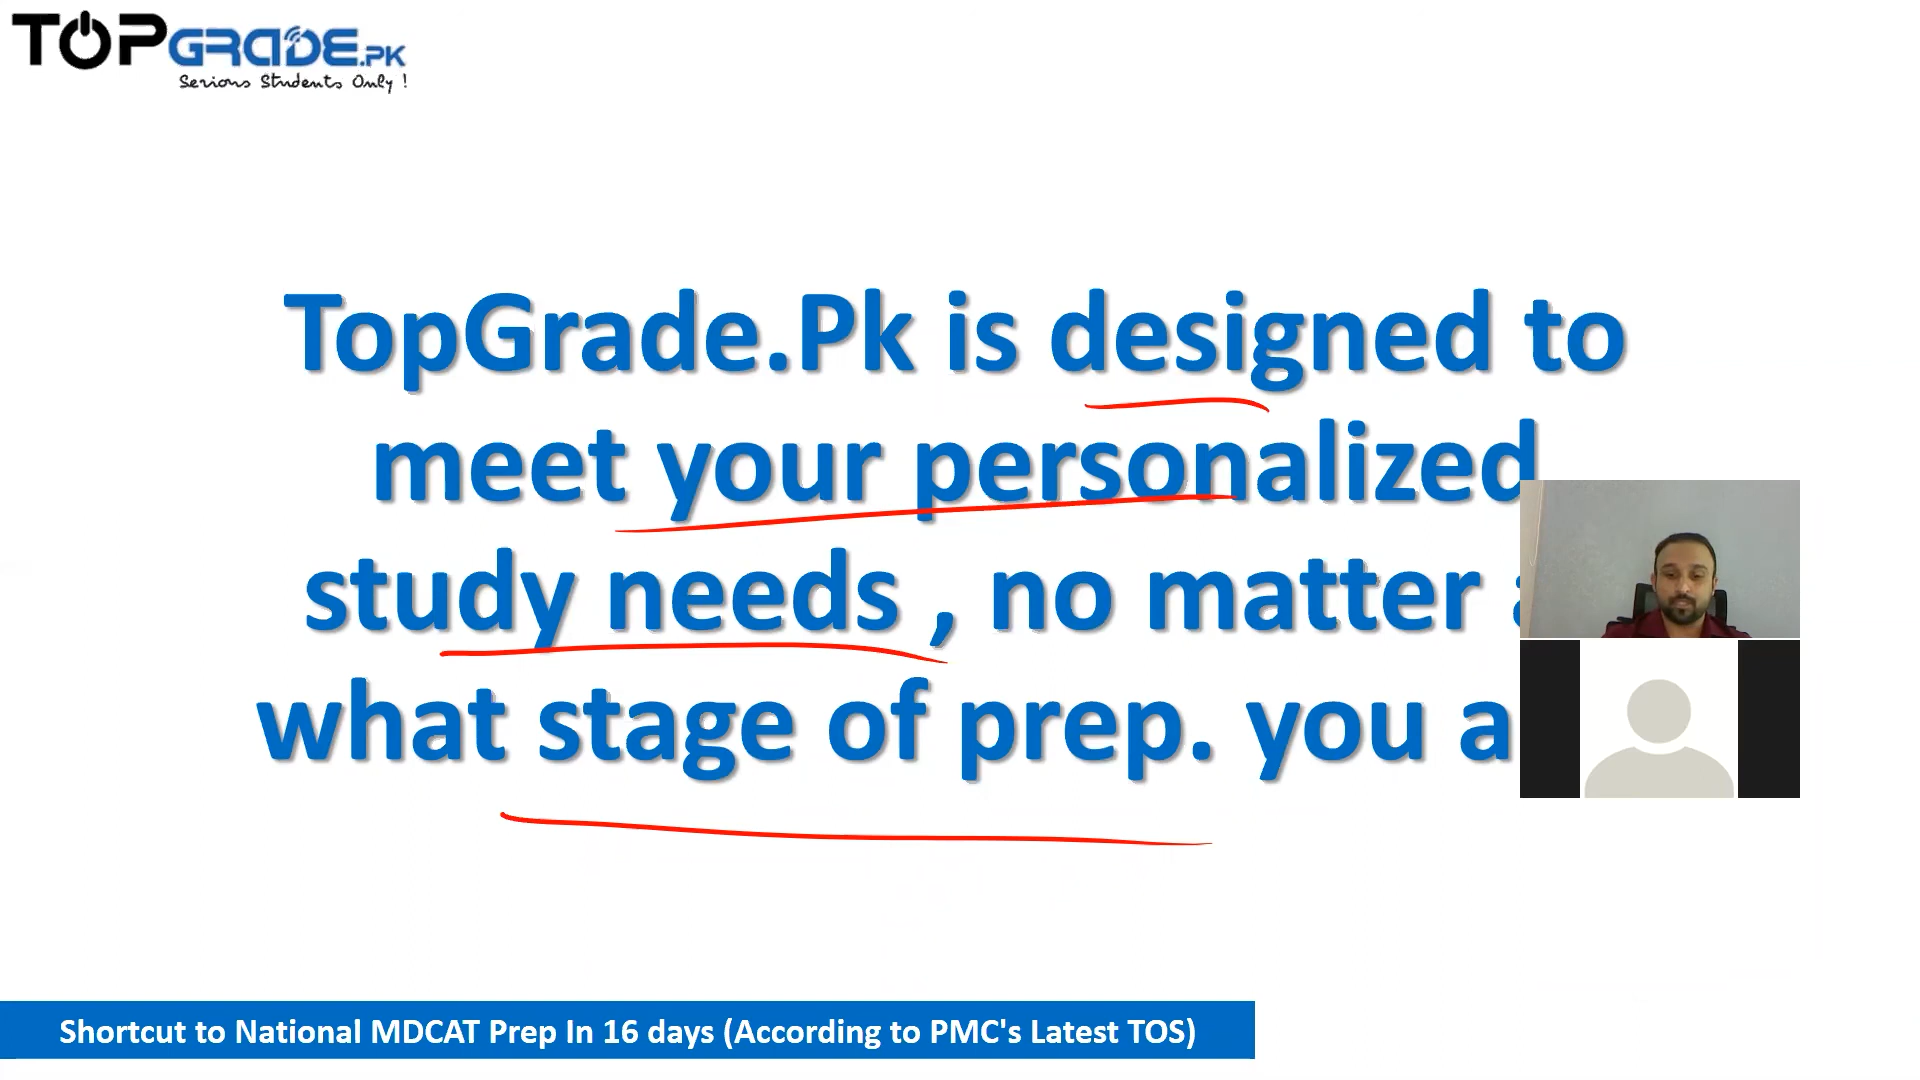 TOPGRADE.PK
Serious Students Only !
TopGrade.Pk is designed to
meet your personalized
study needs , no matter
what stage of prep. you
Shortcut to National MDCAT Prep In 16 days (According to PMC's Latest TOS)